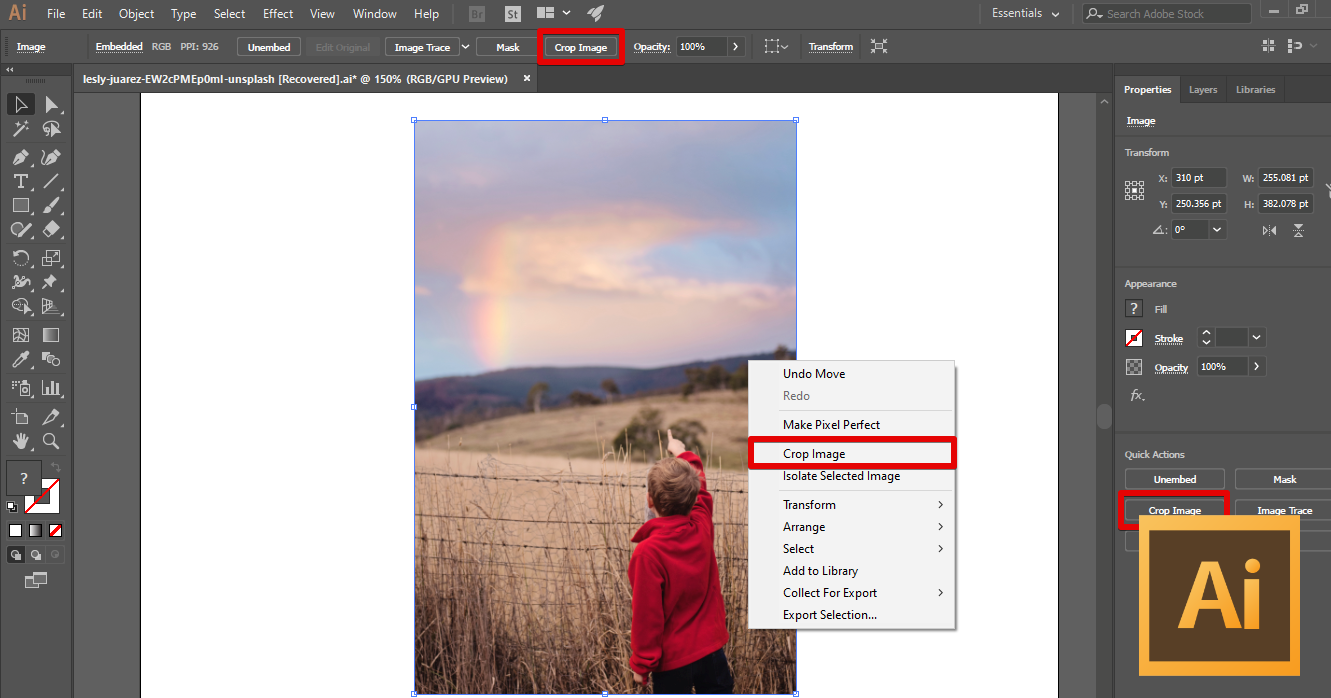 Ai File Edit Object Type Select Effect View Window Help Br St Essentials Search Adobe Stock
Image Embedded RGB PPI: 926 Unembed Edit Original Image Trace Mask Crop Image Opacity: 100% Transform
lesly-juarez-EW2cPMEp0mI-unsplash [Recovered].ai* @ 150% (RGB/GPU Preview) ×
Properties Layers Libraries
Image
Transform
X: 310 pt W: 255.081 pt
Y: 250.356 pt H: 382.078 pt
0°
Appearance
? Fill
Stroke
Opacity 100%
fx.
Quick Actions
Unembed Mask
Crop Image Image Trace
Undo Move
Redo
Make Pixel Perfect
Crop Image
Isolate Selected Image
Transform
Arrange
Select
Add to Library
Collect For Export
Export Selection...
T
?
Ai